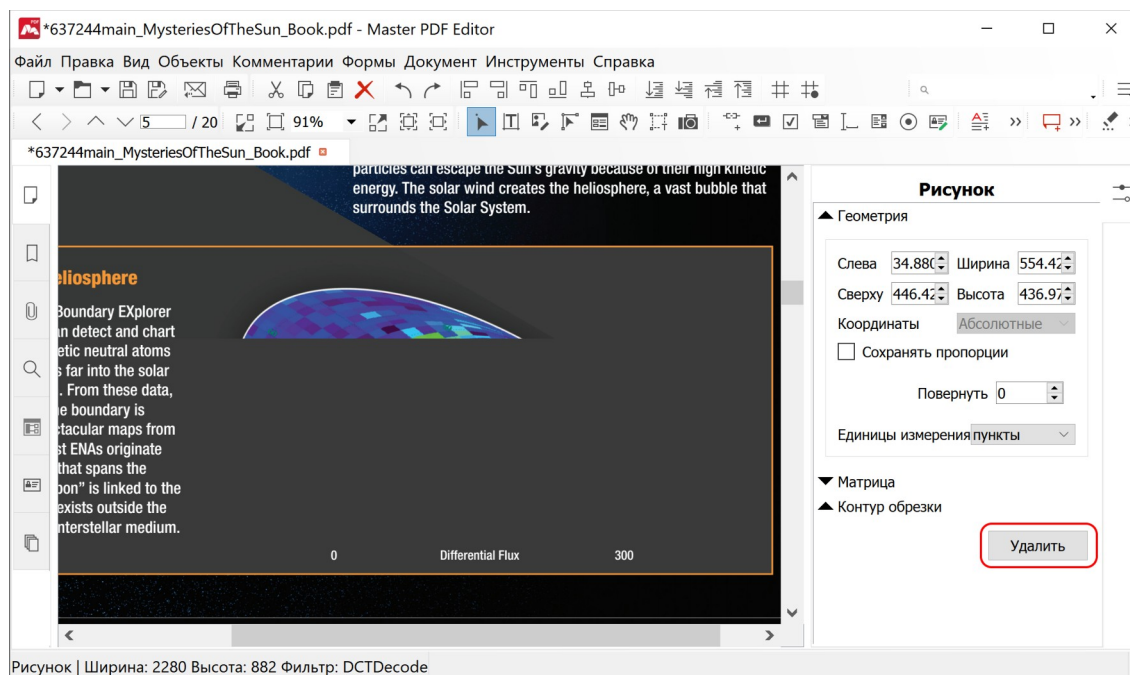 *637244main_MysteriesOfTheSun_Book.pdf - Master PDF Editor
Файл Правка Вид Объекты Комментарии Формы Документ Инструменты Справка
5 / 20 91%
*637244main_MysteriesOfTheSun_Book.pdf
particles can escape the Sun's gravity because of their high kinetic
energy. The solar wind creates the heliosphere, a vast bubble that
surrounds the Solar System.
eliosphere
Boundary EXplorer
an detect and chart
etic neutral atoms
s far into the solar
. From these data,
ne boundary is
ctacular maps from
st ENAs originate
that spans the
bon" is linked to the
exists outside the
nterstellar medium.
0 Differential Flux 300
Рисунок
Геометрия
Слева 34.880 Ширина 554.42
Сверху 446.42 Высота 436.97
Координаты Абсолютные
Сохранять пропорции
Повернуть 0
Единицы измерения пункты
Матрица
Контур обрезки
Удалить
Рисунок | Ширина: 2280 Высота: 882 Фильтр: DCTDecode